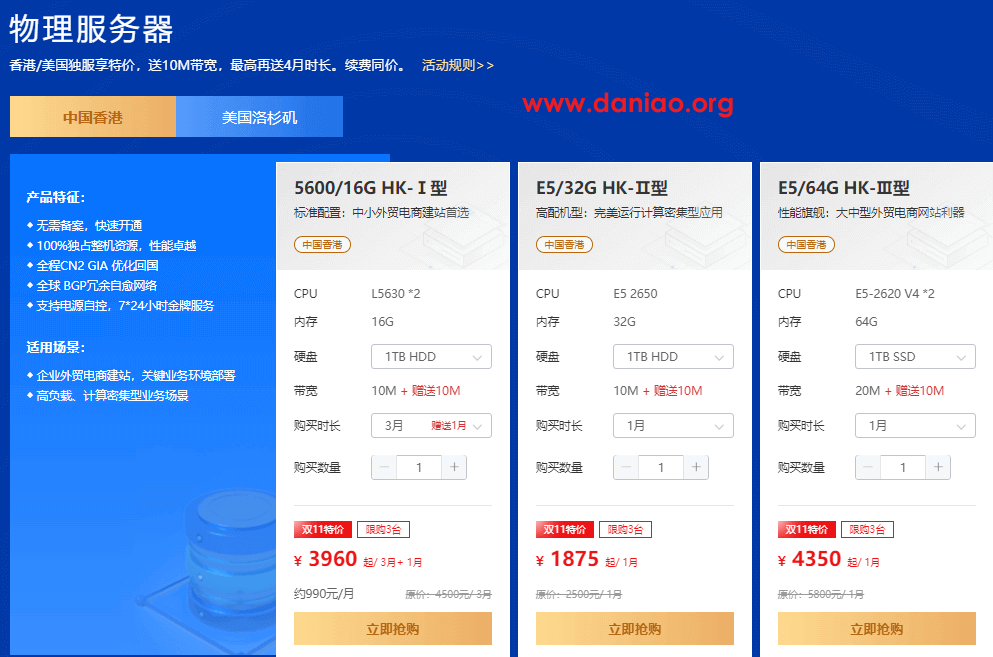 物理服务器
香港/美国独服享特价，送10M带宽，最高再送4月时长。续费同价。 活动规则>>
www.daniao.org
中国香港 美国洛杉矶
产品特征：
无需备案，快速开通
100%独占整机资源，性能卓越
全程CN2 GIA 优化回国
全球 BGP冗余自愈网络
支持电源自控，7*24小时金牌服务
适用场景：
企业外贸电商建站，关键业务环境部署
高负载、计算密集型业务场景
5600/16G HK-Ⅰ型
标准配置：中小外贸电商建站首选
中国香港
CPU L5630 *2
内存 16G
硬盘 1TB HDD
带宽 10M + 赠送10M
购买时长 3月 赠送1月
购买数量 − 1 +
双11特价 限购3台
¥ 3960 起/ 3月+ 1月
约990元/月 原价：4500元/ 3月
立即抢购
E5/32G HK-Ⅱ型
高配机型：完美运行计算密集型应用
中国香港
CPU E5 2650
内存 32G
硬盘 1TB HDD
带宽 10M + 赠送10M
购买时长 1月
购买数量 − 1 +
双11特价 限购3台
¥ 1875 起/ 1月
原价：2500元/ 1月
立即抢购
E5/64G HK-Ⅲ型
性能旗舰：大中型外贸电商网站利器
中国香港
CPU E5-2620 V4 *2
内存 64G
硬盘 1TB SSD
带宽 20M + 赠送10M
购买时长 1月
购买数量 − 1 +
双11特价 限购3台
¥ 4350 起/ 1月
原价：5800元/ 1月
立即抢购